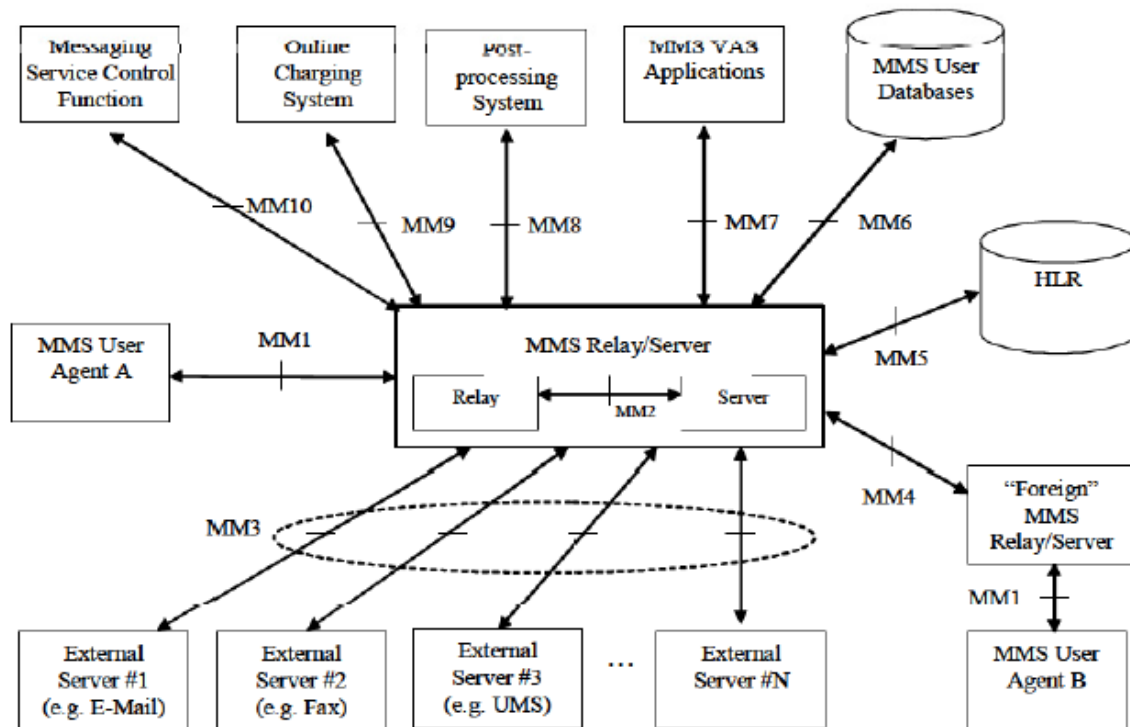 Messaging
Service Control
Function
Online
Charging
System
Post-
processing
System
MM3 VA3
Applications
MMS User
Databases
MM10
MM9
MM8
MM7
MM6
HLR
MMS User
Agent A
MM1
MMS Relay/Server
Relay
MM2
Server
MM5
MM4
MM3
“Foreign”
MMS
Relay/Server
MM1
External
Server #1
(e.g. E-Mail)
External
Server #2
(e.g. Fax)
External
Server #3
(e.g. UMS)
...
External
Server #N
MMS User
Agent B